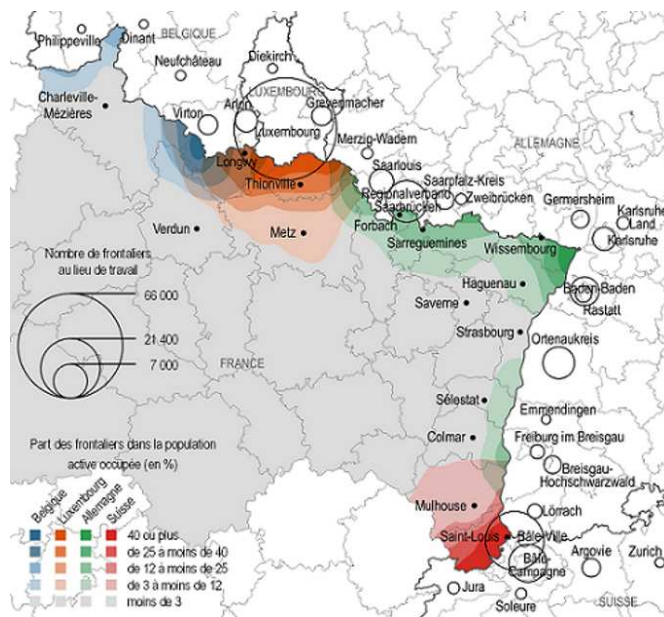 Philippeville
Dinant
BELGIQUE
Neufchâteau
Diekirch
Charleville-
Mézières
Virton
Arlon
LUXEMBOURG
Grevenmacher
Luxembourg
Merzig-Wadern
ALLEMAGNE
Longwy
Saarlouis
Thionville
Regionalverband
Saarbrücken
Saarpfalz-Kreis
Zweibrücken
Germersheim
Karlsruhe
Land
Karlsruhe
Verdun
Metz
Forbach
Sarreguemines
Wissembourg
Nombre de frontaliers
au lieu de travail
66 000
21 400
7 000
Haguenau
Baden-Baden
Rastatt
Saverne
Strasbourg
FRANCE
Ortenaukreis
Sélestat
Emmendingen
Colmar
Freiburg im Breisgau
Breisgau-
Hochschwarzwald
Part des frontaliers dans la population
active occupée (en %)
Belgique
Luxembourg
Allemagne
Suisse
40 ou plus
de 25 à moins de 40
de 12 à moins de 25
de 3 à moins de 12
moins de 3
Mulhouse
Lörrach
Saint-Louis
Bâle-Ville
Bâle
Campagne
Argovie
Zurich
Jura
Soleure
SUISSE